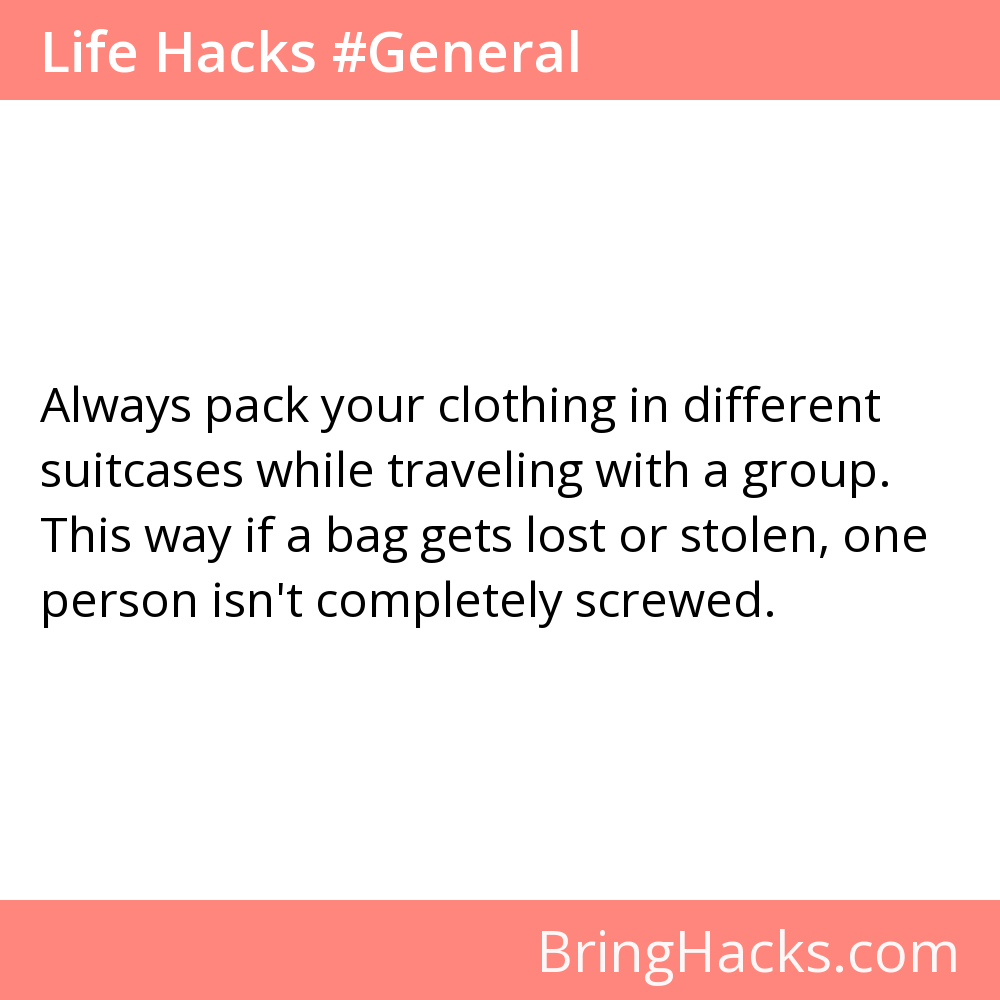 Life Hacks #General
Always pack your clothing in different
suitcases while traveling with a group.
This way if a bag gets lost or stolen, one
person isn't completely screwed.
BringHacks.com